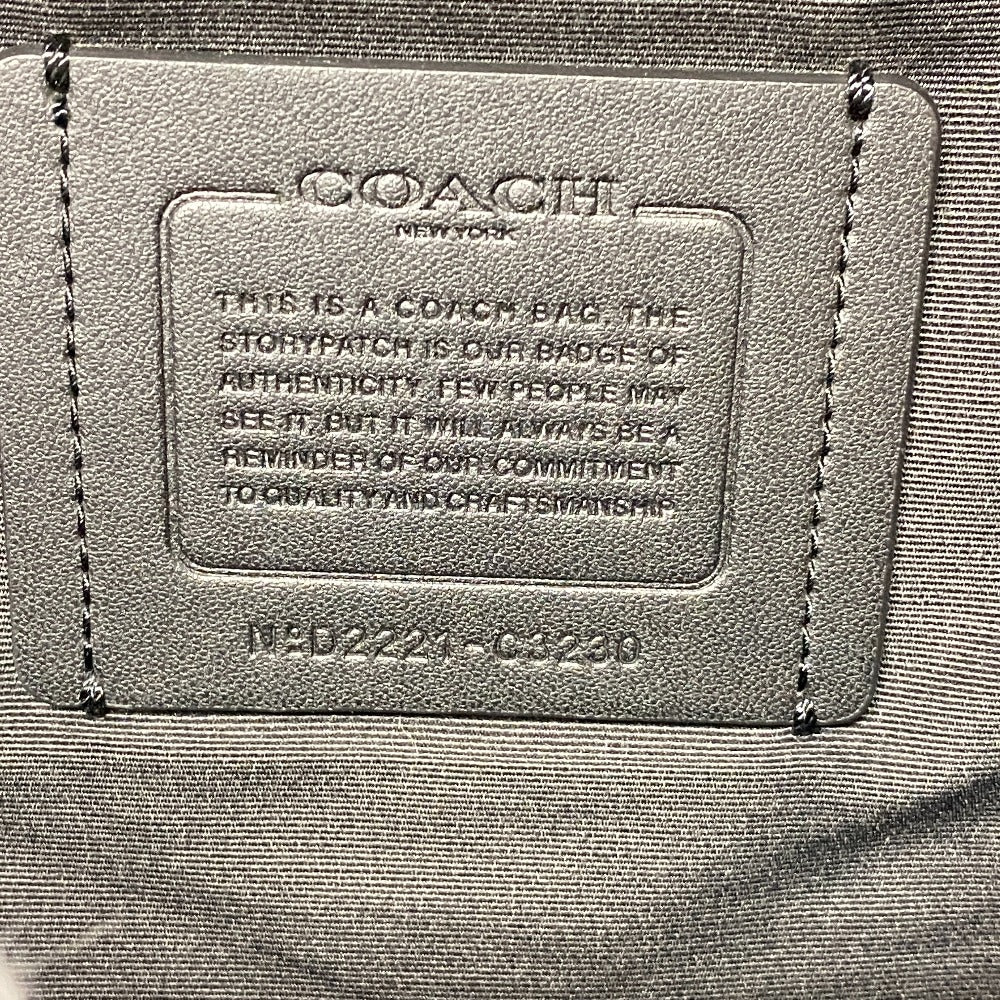 COACH
NEW YORK
THIS IS A COACH BAG. THE
STORYPATCH IS OUR BADGE OF
AUTHENTICITY. FEW PEOPLE MAY
SEE IT, BUT IT WILL ALWAYS BE A
REMINDER OF OUR COMMITMENT
TO QUALITY AND CRAFTSMANSHIP.
Nº D2221-C3230